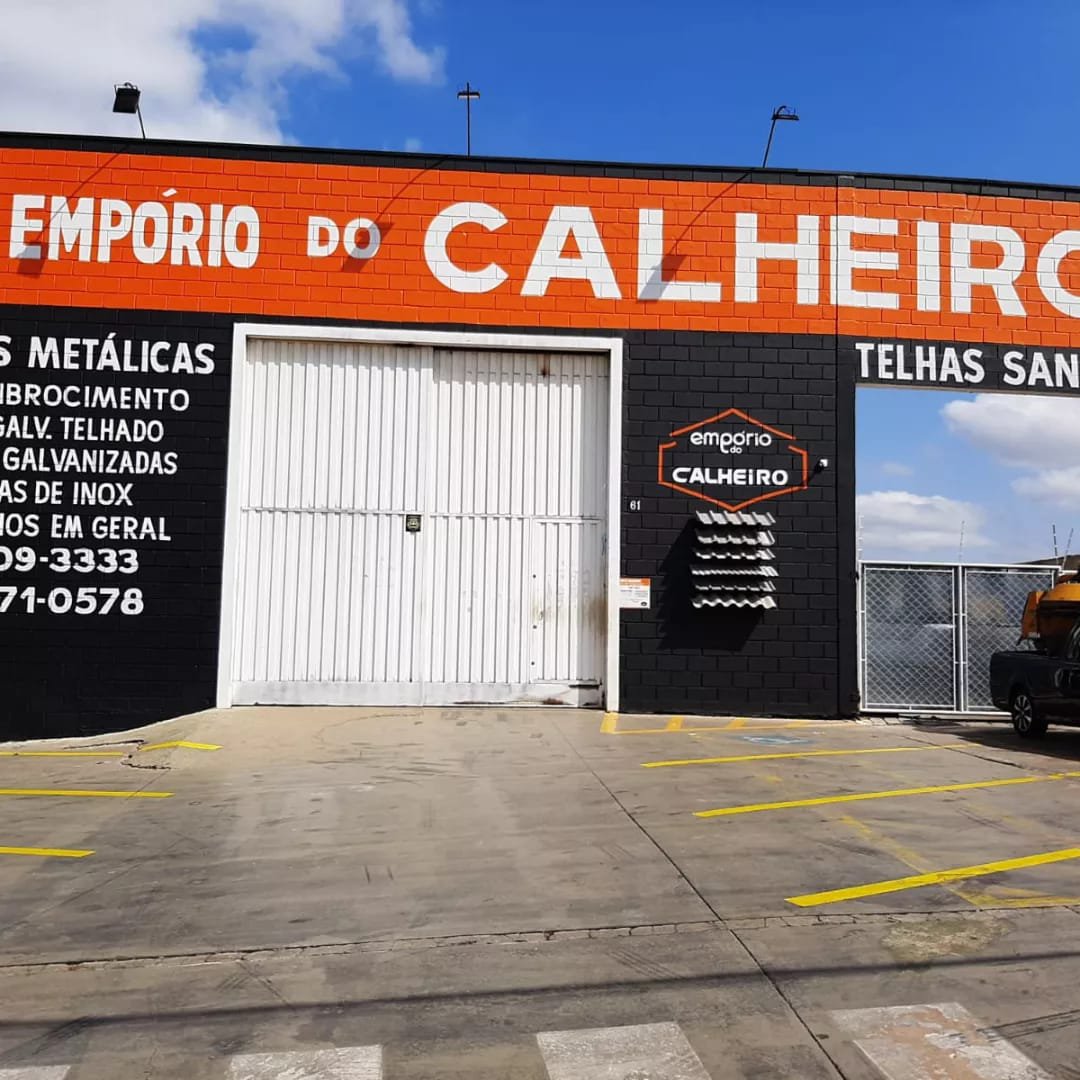 EMPÓRIO DO CALHEIRO
S METÁLICAS
IBROCIMENTO
GALV. TELHADO
GALVANIZADAS
AS DE INOX
HOS EM GERAL
09-3333
71-0578
TELHAS SAN
empório
do
CALHEIRO
61